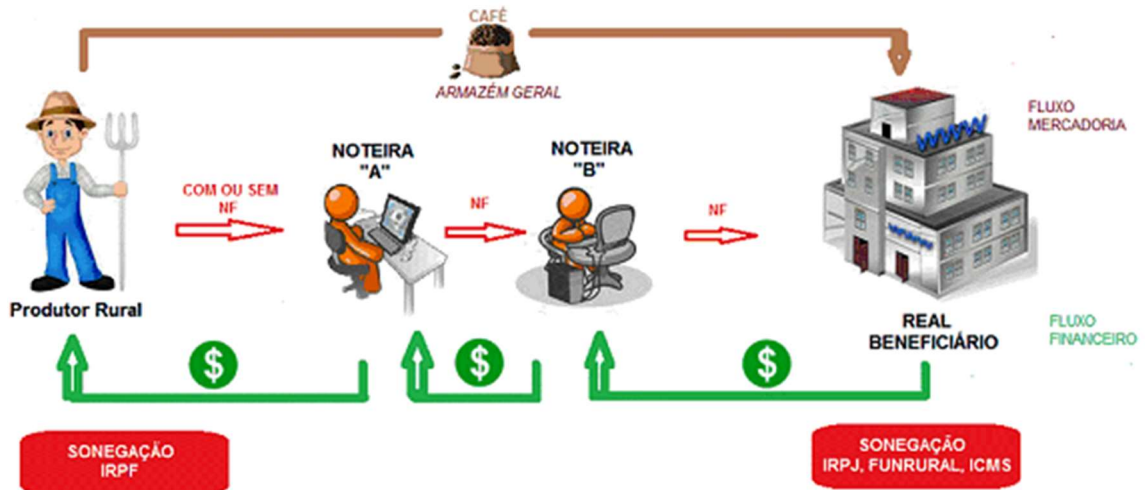 CAFÉ
ARMAZÉM GERAL
FLUXO
MERCADORIA
NOTEIRA
"A"
NOTEIRA
"B"
COM OU SEM
NF
NF
NF
WWW
Produtor Rural
REAL
BENEFICIÁRIO
FLUXO
FINANCEIRO
$
$
$
SONEGAÇÃO
IRPF
SONEGAÇÃO
IRPJ, FUNRURAL, ICMS